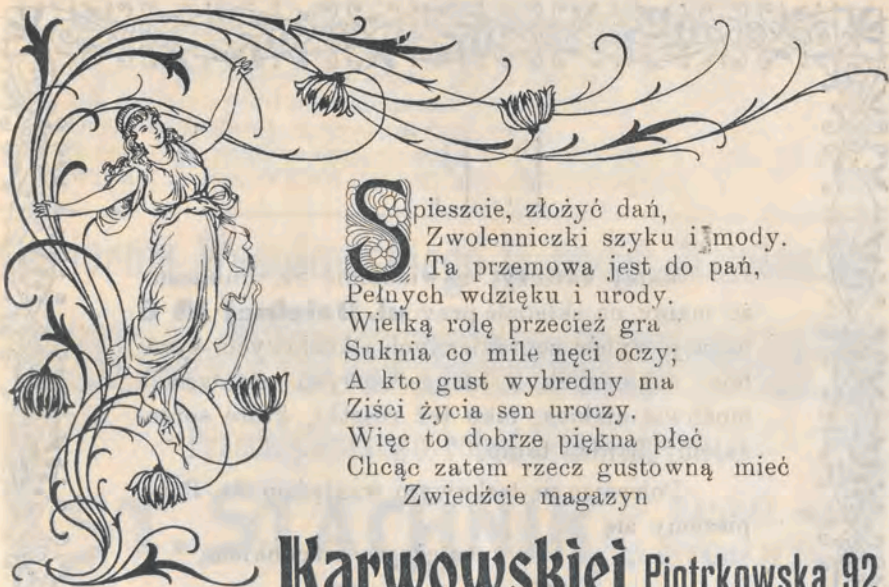 Spieszcie, złożyć dań,
Zwolenniczki szyku i mody.
Ta przemowa jest do pań,
Pełnych wdzięku i urody.
Wielką rolę przecież gra
Suknia co mile nęci oczy;
A kto gust wybredny ma
Ziści życia sen uroczy.
Więc to dobrze piękna płeć
Chcąc zatem rzecz gustowną mieć
Zwiedźcie magazyn
Karwowskiej Piotrkowska 92